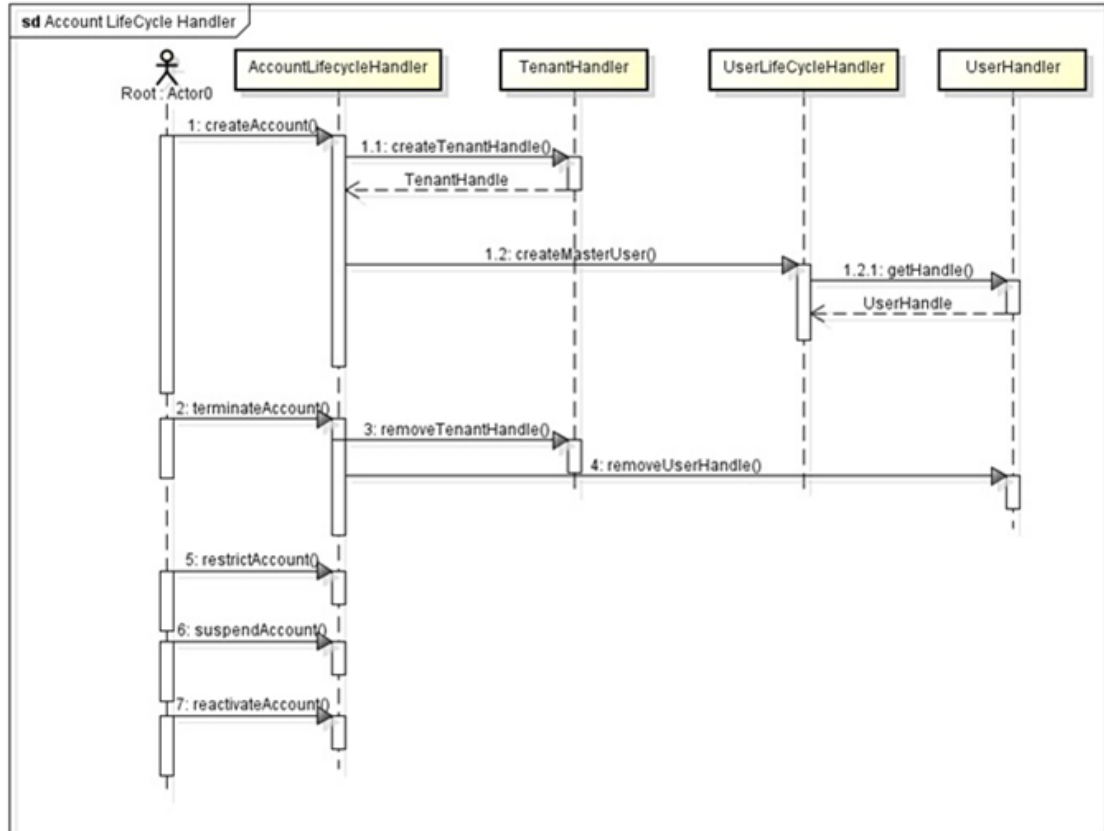 sd Account LifeCycle Handler
Root : Actor0
AccountLifecycleHandler
TenantHandler
UserLifeCycleHandler
UserHandler
1: createAccount()
1.1: createTenantHandle()
TenantHandle
1.2: createMasterUser()
1.2.1: getHandle()
UserHandle
2: terminateAccount()
3: removeTenantHandle()
4: removeUserHandle()
5: restrictAccount()
6: suspendAccount()
7: reactivateAccount()